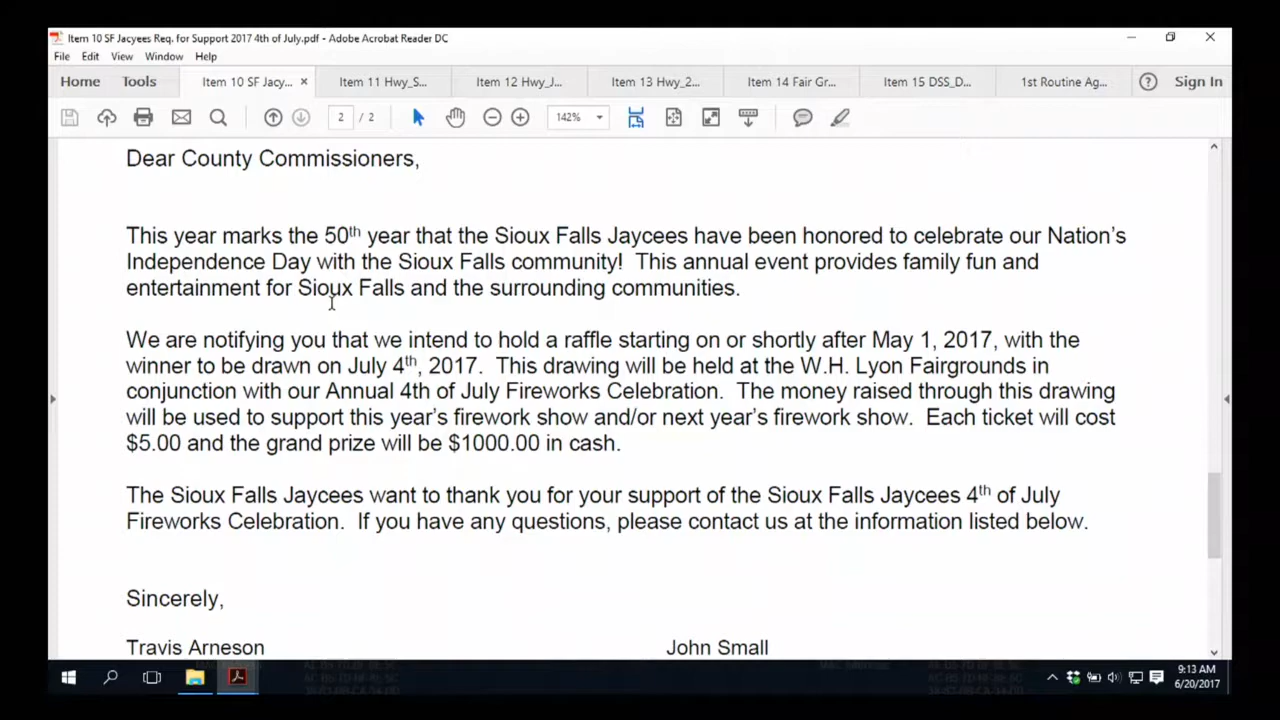 Item 10 SF Jacyees Req. for Support 2017 4th of July.pdf - Adobe Acrobat Reader DC
File Edit View Window Help
Home Tools Item 10 SF Jacy... × Item 11 Hwy_S... Item 12 Hwy_J... Item 13 Hwy_2... Item 14 Fair Gr... Item 15 DSS_D... 1st Routine Ag... Sign In
2 / 2 142%
Dear County Commissioners,
This year marks the 50th year that the Sioux Falls Jaycees have been honored to celebrate our Nation's
Independence Day with the Sioux Falls community! This annual event provides family fun and
entertainment for Sioux Falls and the surrounding communities.
We are notifying you that we intend to hold a raffle starting on or shortly after May 1, 2017, with the
winner to be drawn on July 4th, 2017. This drawing will be held at the W.H. Lyon Fairgrounds in
conjunction with our Annual 4th of July Fireworks Celebration. The money raised through this drawing
will be used to support this year's firework show and/or next year's firework show. Each ticket will cost
$5.00 and the grand prize will be $1000.00 in cash.
The Sioux Falls Jaycees want to thank you for your support of the Sioux Falls Jaycees 4th of July
Fireworks Celebration. If you have any questions, please contact us at the information listed below.
Sincerely,
Travis Arneson John Small
9:13 AM
6/20/2017